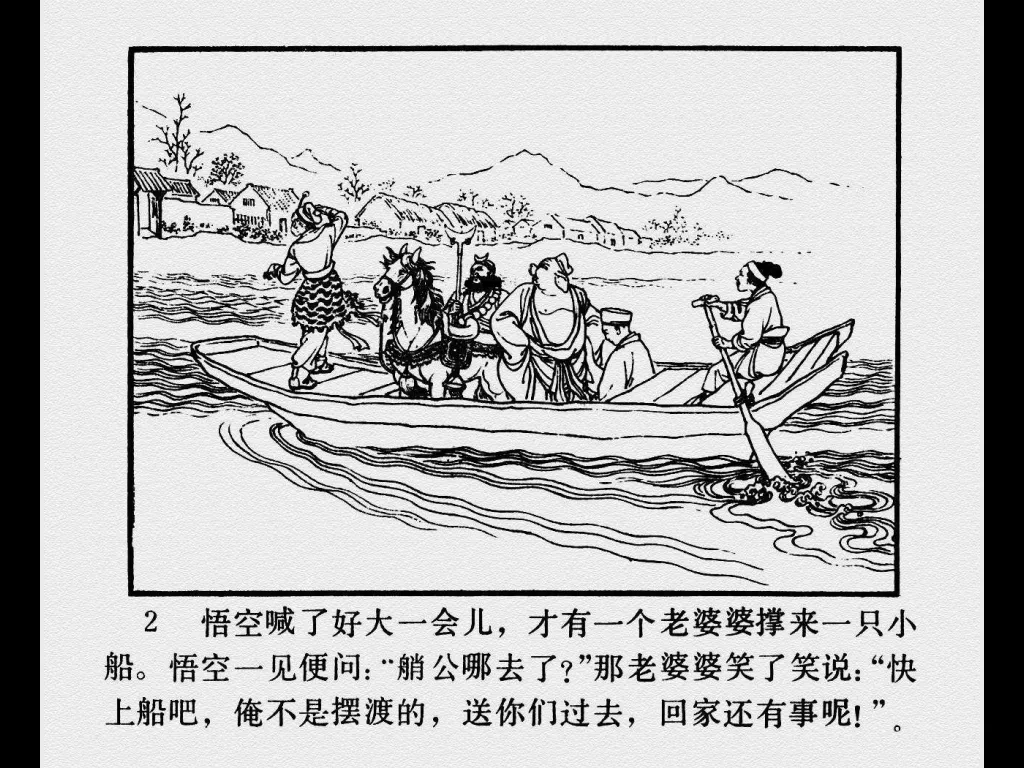 2 悟空喊了好大一会儿，才有一个老婆婆撑来一只小
船。悟空一见便问：“艄公哪去了？”那老婆婆笑了笑说：“快
上船吧，俺不是摆渡的，送你们过去，回家还有事呢！”。